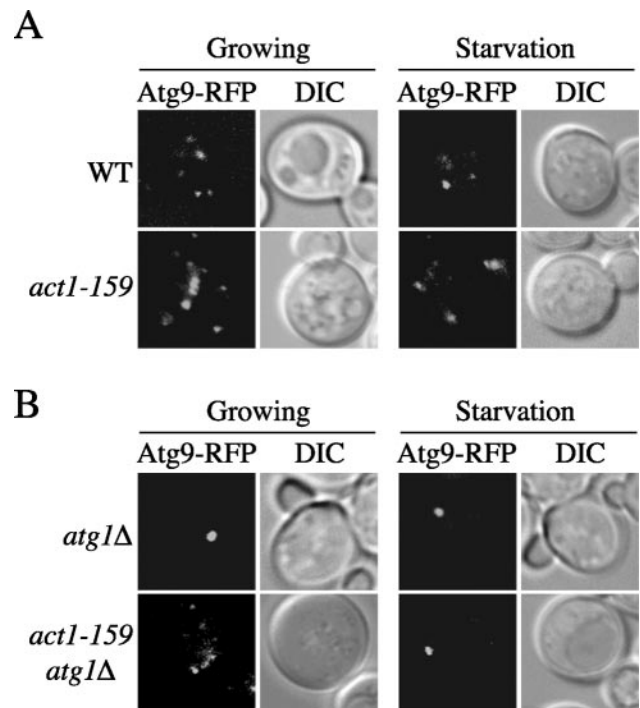 A
Growing Starvation
Atg9-RFP DIC Atg9-RFP DIC
WT
act1-159
B
Growing Starvation
Atg9-RFP DIC Atg9-RFP DIC
atg1Δ
act1-159
atg1Δ